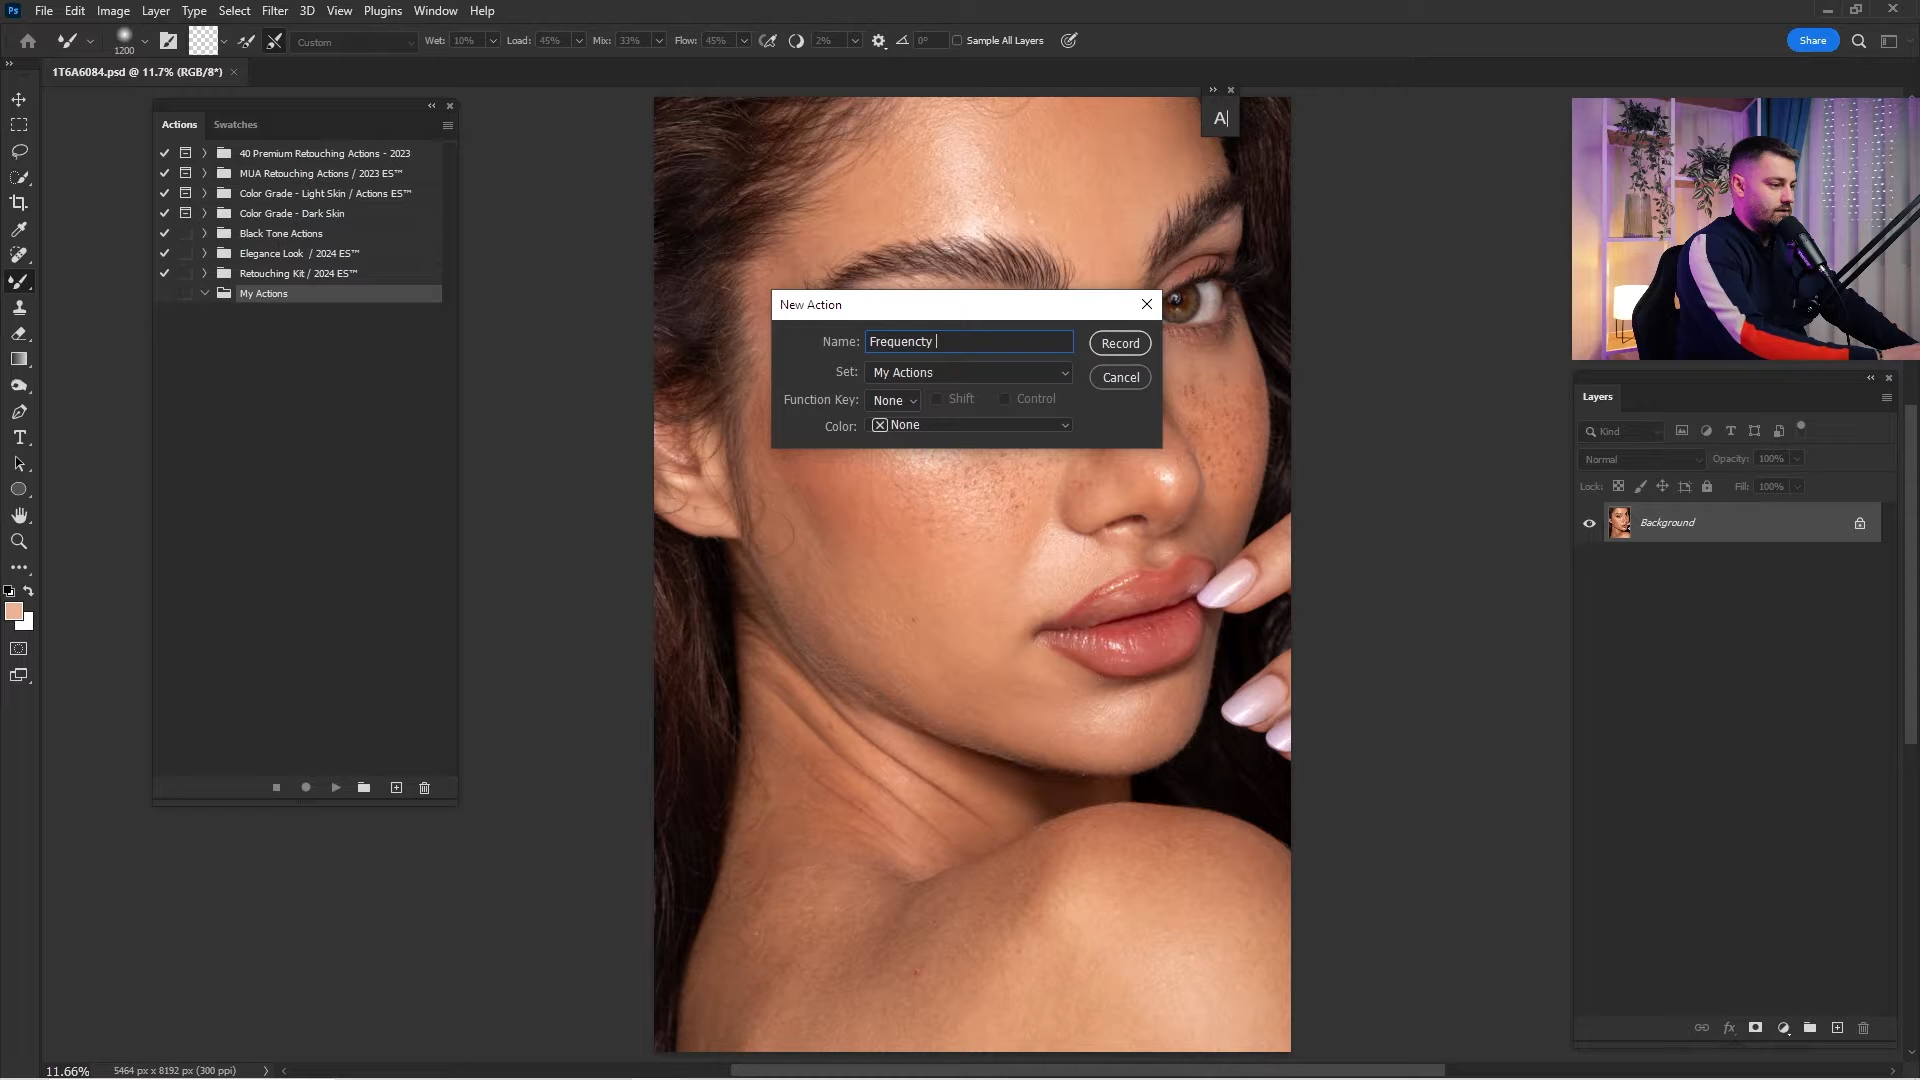 Ps File Edit Image Layer Type Select Filter 3D View Plugins Window Help
1200 Custom Wet: 10% Load: 45% Mix: 33% Flow: 45% 2% 0° Sample All Layers Share
1T6A6084.psd @ 11.7% (RGB/8*)
Actions Swatches
40 Premium Retouching Actions - 2023
MUA Retouching Actions / 2023 ES™
Color Grade - Light Skin / Actions ES™
Color Grade - Dark Skin
Black Tone Actions
Elegance Look / 2024 ES™
Retouching Kit / 2024 ES™
My Actions
A
New Action
Name: Frequencty
Record
Set: My Actions
Cancel
Function Key: None Shift Control
Color: None
Layers
Kind
Normal Opacity: 100%
Lock: Fill: 100%
Background
fx
11.66% 5464 px x 8192 px (300 ppi)